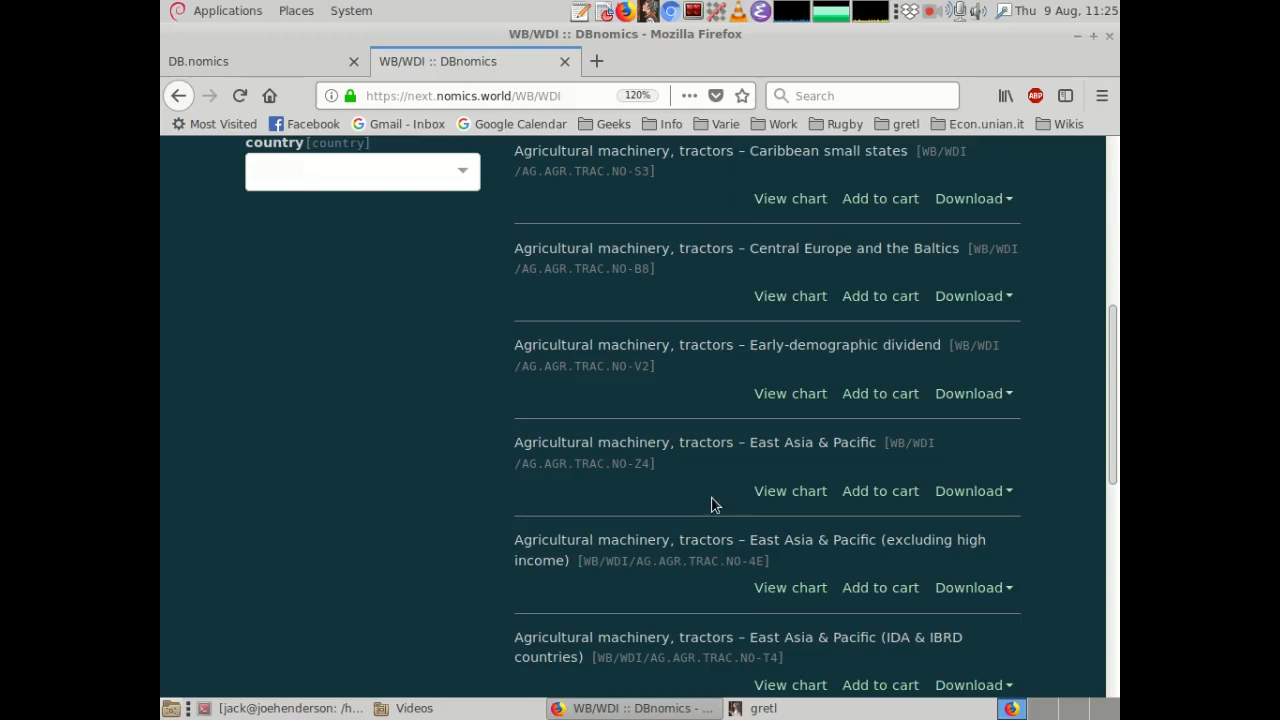 Applications Places System Thu 9 Aug, 11:25
WB/WDI :: DBnomics - Mozilla Firefox
DB.nomics WB/WDI :: DBnomics
https://next.nomics.world/WB/WDI 120% Search
Most Visited Facebook Gmail - Inbox Google Calendar Geeks Info Varie Work Rugby gretl Econ.unian.it Wikis
country[country]
Agricultural machinery, tractors – Caribbean small states [WB/WDI
/AG.AGR.TRAC.NO-S3]
View chart Add to cart Download
Agricultural machinery, tractors – Central Europe and the Baltics [WB/WDI
/AG.AGR.TRAC.NO-B8]
View chart Add to cart Download
Agricultural machinery, tractors – Early-demographic dividend [WB/WDI
/AG.AGR.TRAC.NO-V2]
View chart Add to cart Download
Agricultural machinery, tractors – East Asia & Pacific [WB/WDI
/AG.AGR.TRAC.NO-Z4]
View chart Add to cart Download
Agricultural machinery, tractors – East Asia & Pacific (excluding high
income) [WB/WDI/AG.AGR.TRAC.NO-4E]
View chart Add to cart Download
Agricultural machinery, tractors – East Asia & Pacific (IDA & IBRD
countries) [WB/WDI/AG.AGR.TRAC.NO-T4]
View chart Add to cart Download
[jack@joehenderson: /h... Videos WB/WDI :: DBnomics - ... gretl